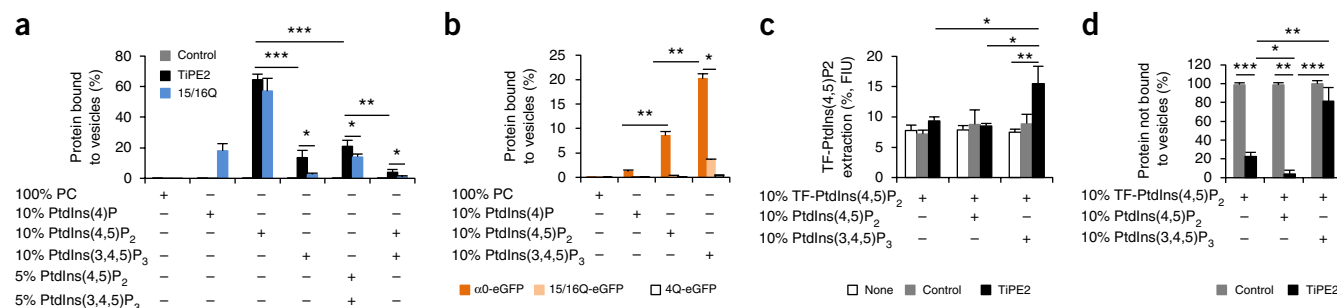 a
Protein bound to vesicles (%)
80
60
40
20
0
Control
TiPE2
15/16Q
***
***
*
*
**
*
100% PC + – – – – –
10% PtdIns(4)P – + – – – –
10% PtdIns(4,5)P2 – – + – – +
10% PtdIns(3,4,5)P3 – – – + – +
5% PtdIns(4,5)P2 – – – – + –
5% PtdIns(3,4,5)P3 – – – – + –
b
Protein bound to vesicles (%)
25
20
15
10
5
0
**
**
*
100% PC + – – –
10% PtdIns(4)P – + – –
10% PtdIns(4,5)P2 – – + –
10% PtdIns(3,4,5)P3 – – – +
α0-eGFP 15/16Q-eGFP 4Q-eGFP
c
TF-PtdIns(4,5)P2 extraction (%, FIU)
20
15
10
5
0
*
*
**
10% TF-PtdIns(4,5)P2 + + +
10% PtdIns(4,5)P2 – + –
10% PtdIns(3,4,5)P3 – – +
None Control TiPE2
d
Protein not bound to vesicles (%)
120
100
80
60
40
20
0
**
*
*** ** ***
10% TF-PtdIns(4,5)P2 + + +
10% PtdIns(4,5)P2 – + –
10% PtdIns(3,4,5)P3 – – +
Control TiPE2